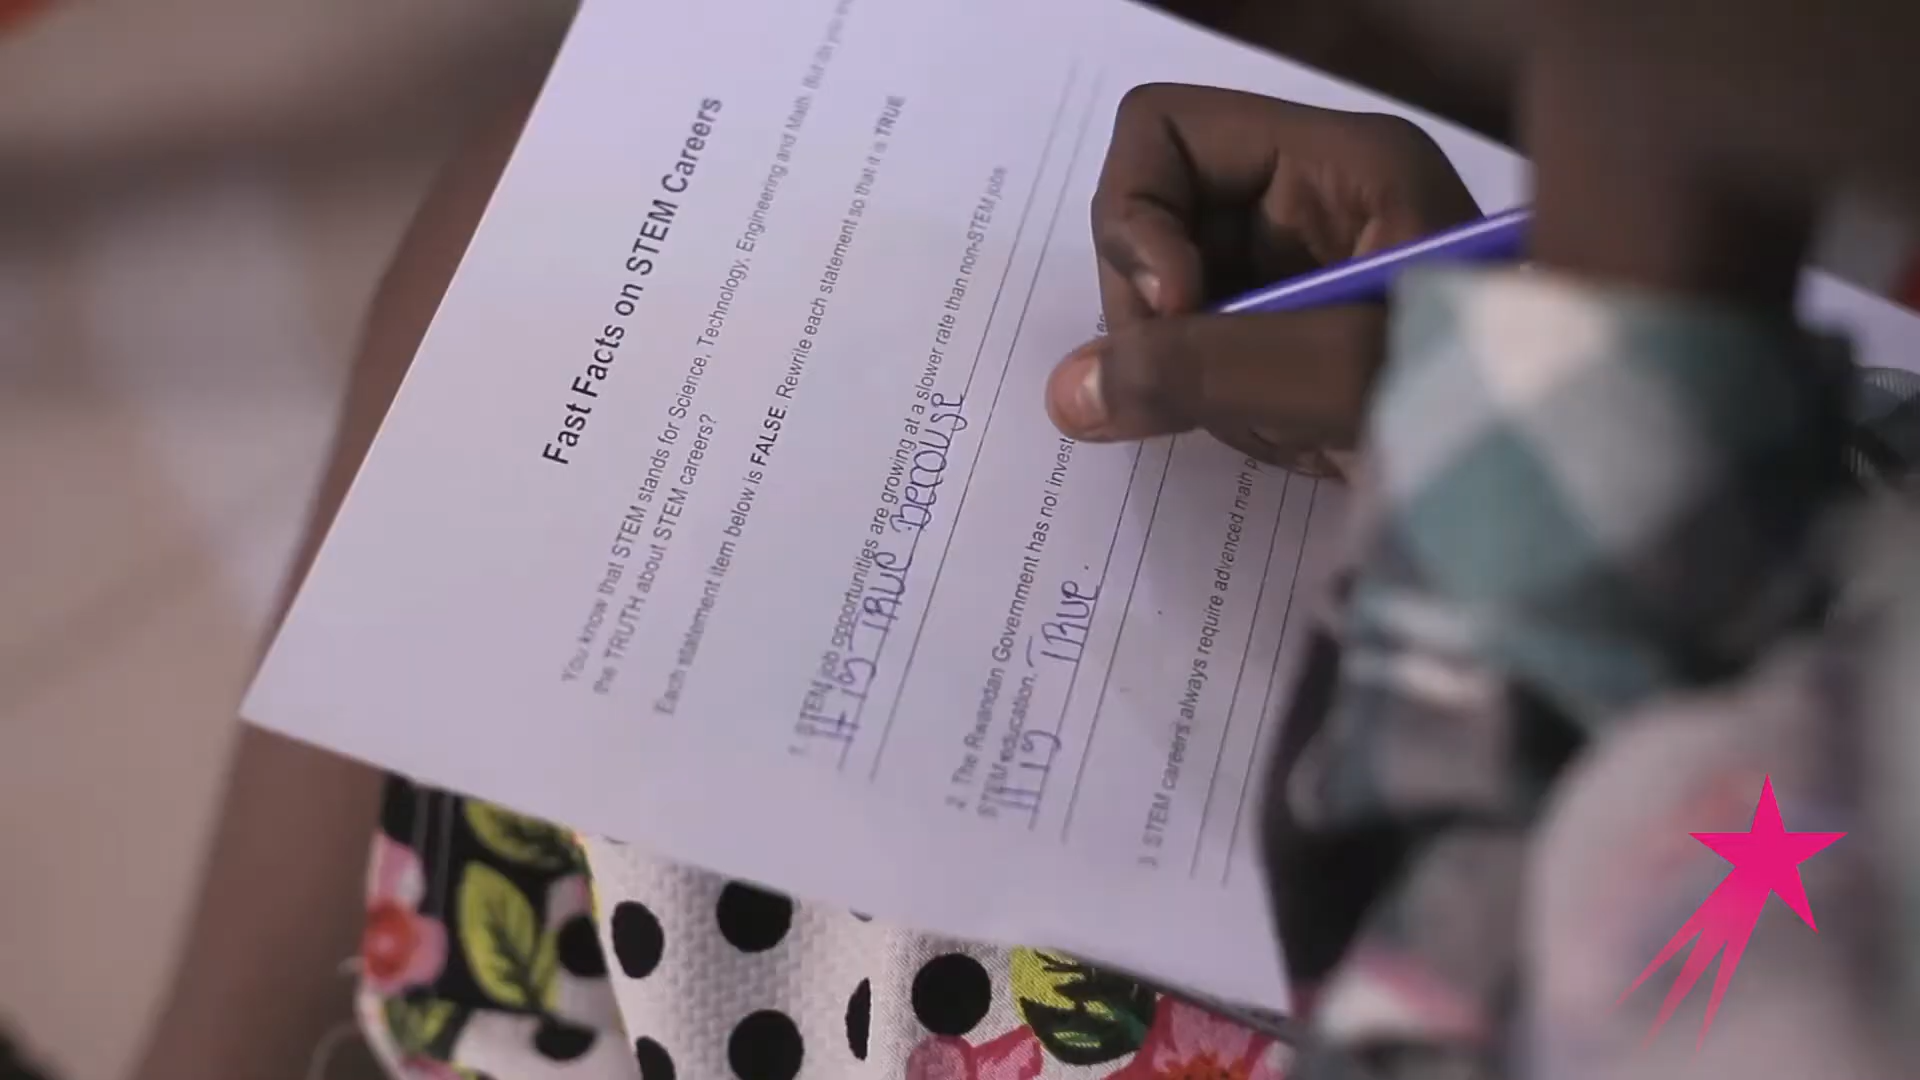 Fast Facts on STEM Careers
You know that STEM stands for Science, Technology, Engineering and Math. But do you
the TRUTH about STEM careers?
Each statement item below is FALSE. Rewrite each statement so that it is TRUE
1. STEM job opportunities are growing at a slower rate than non-STEM jobs
It is TRUE because
2. The Rwandan Government has not invest
STEM education.
It is TRUE.
3. STEM careers always require advanced math